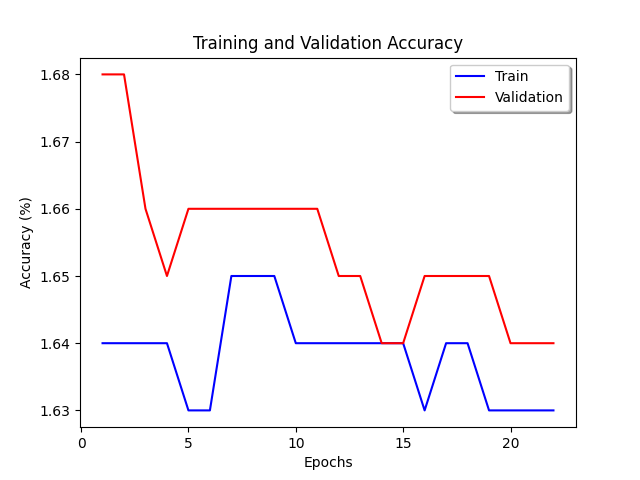 Training and Validation Accuracy
Train
Validation
1.68
1.67
1.66
1.65
1.64
1.63
Accuracy (%)
0 5 10 15 20
Epochs